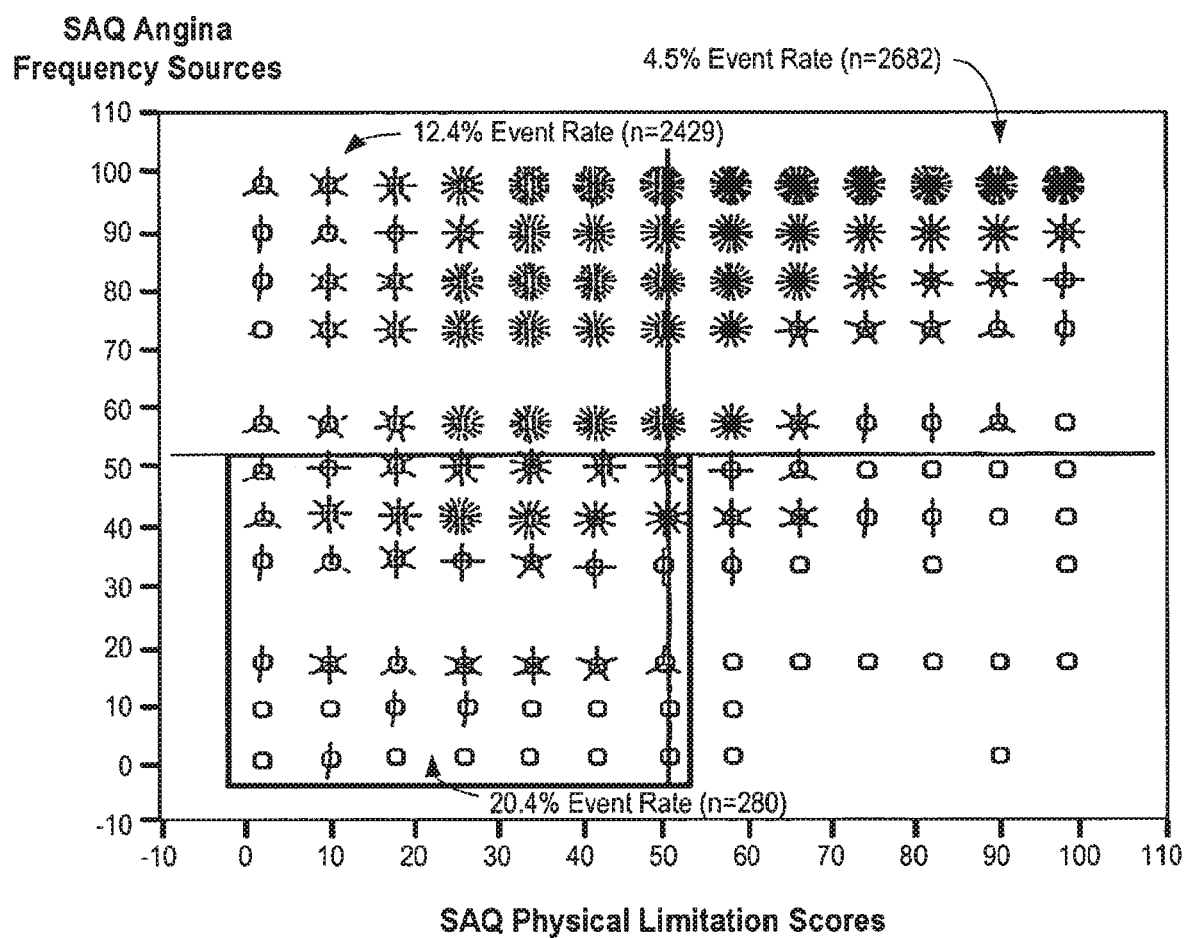 SAQ Angina
Frequency Sources
4.5% Event Rate (n=2682)
110
12.4% Event Rate (n=2429)
100
90
80
70
60
50
40
30
20
10
0
20.4% Event Rate (n=280)
-10
-10 0 10 20 30 40 50 60 70 80 90 100 110
SAQ Physical Limitation Scores